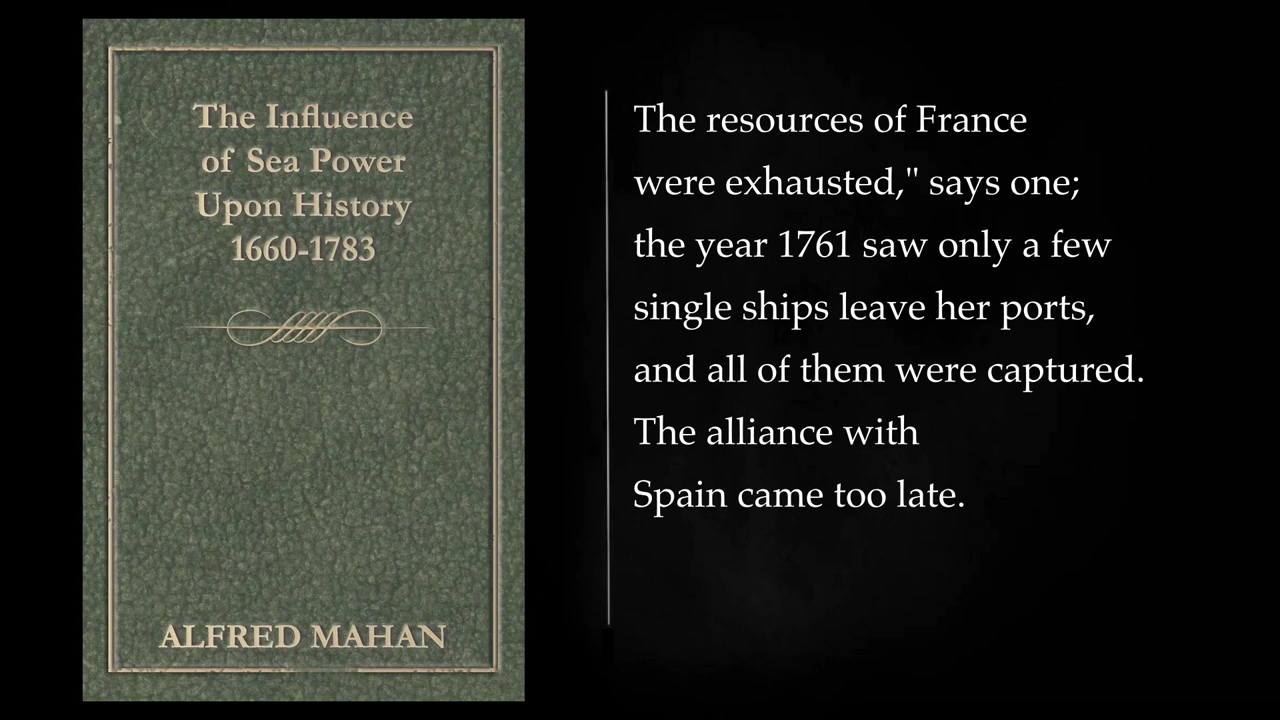 The Influence
of Sea Power
Upon History
1660-1783
ALFRED MAHAN
The resources of France
were exhausted," says one;
the year 1761 saw only a few
single ships leave her ports,
and all of them were captured.
The alliance with
Spain came too late.